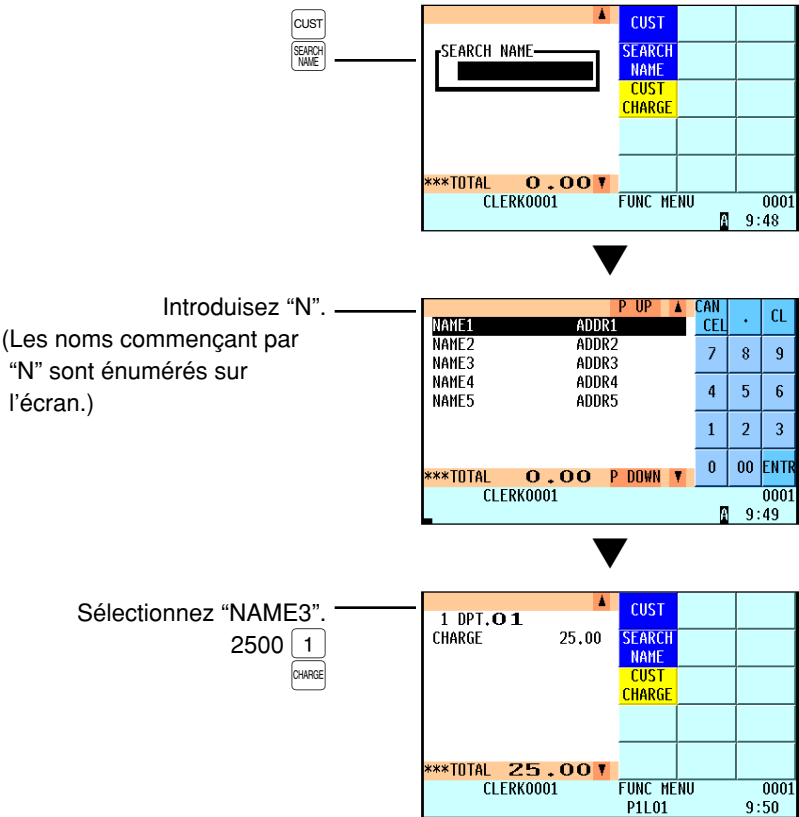 CUST
SEARCH NAME
SEARCH NAME
***TOTAL 0.00
CLERK0001
CUST
SEARCH NAME
CUST CHARGE
FUNC MENU 0001
A 9:48
Introduisez “N”.
(Les noms commençant par
“N” sont énumérés sur
l’écran.)
P UP
NAME1 ADDR1
NAME2 ADDR2
NAME3 ADDR3
NAME4 ADDR4
NAME5 ADDR5
***TOTAL 0.00 P DOWN
CLERK0001
CAN CEL . CL
7 8 9
4 5 6
1 2 3
0 00 ENTR
0001
A 9:49
Sélectionnez “NAME3”.
2500 1
CHARGE
1 DPT.01
CHARGE 25.00
***TOTAL 25.00
CLERK0001
CUST
SEARCH NAME
CUST CHARGE
FUNC MENU 0001
P1L01 9:50